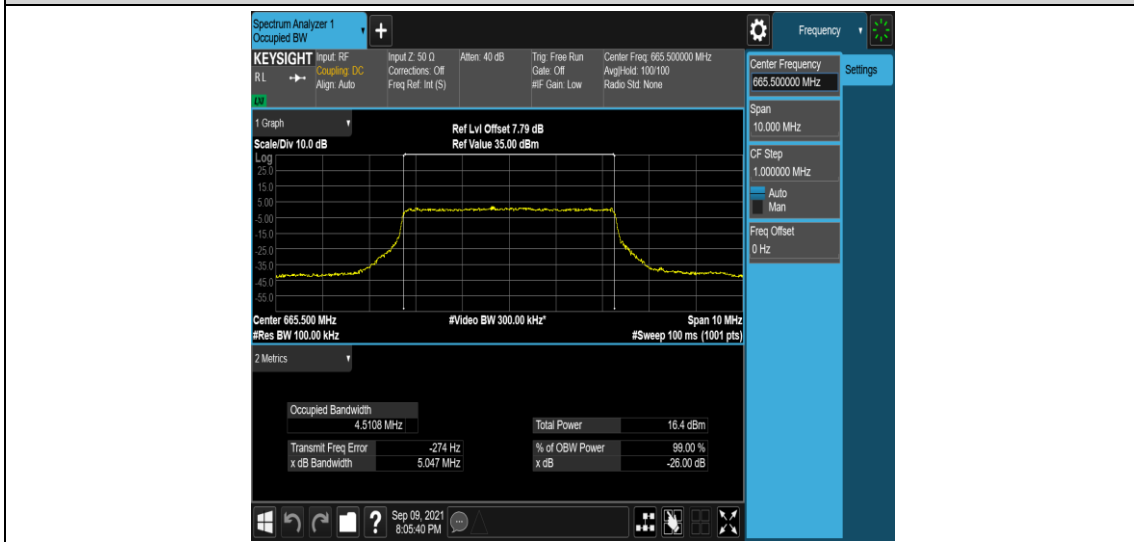 Spectrum Analyzer 1
Occupied BW
Frequency
KEYSIGHT
RL
LXI
Input: RF
Coupling: DC
Align: Auto
Input Z: 50 Ω
Corrections: Off
Freq Ref: Int (S)
Atten: 40 dB
Trig: Free Run
Gate: Off
#IF Gain: Low
Center Freq: 665.500000 MHz
Avg|Hold: 100/100
Radio Std: None
Center Frequency
665.500000 MHz
Settings
Span
10.000 MHz
CF Step
1.000000 MHz
Auto
Man
Freq Offset
0 Hz
1 Graph
Ref Lvl Offset 7.79 dB
Scale/Div 10.0 dB
Ref Value 35.00 dBm
Log
25.0
15.0
5.00
-5.00
-15.0
-25.0
-35.0
-45.0
-55.0
Center 665.500 MHz
#Video BW 300.00 kHz*
Span 10 MHz
#Res BW 100.00 kHz
#Sweep 100 ms (1001 pts)
2 Metrics
Occupied Bandwidth
4.5108 MHz
Total Power 16.4 dBm
Transmit Freq Error -274 Hz
% of OBW Power 99.00 %
x dB Bandwidth 5.047 MHz
x dB -26.00 dB
?
Sep 09, 2021
8:05:40 PM